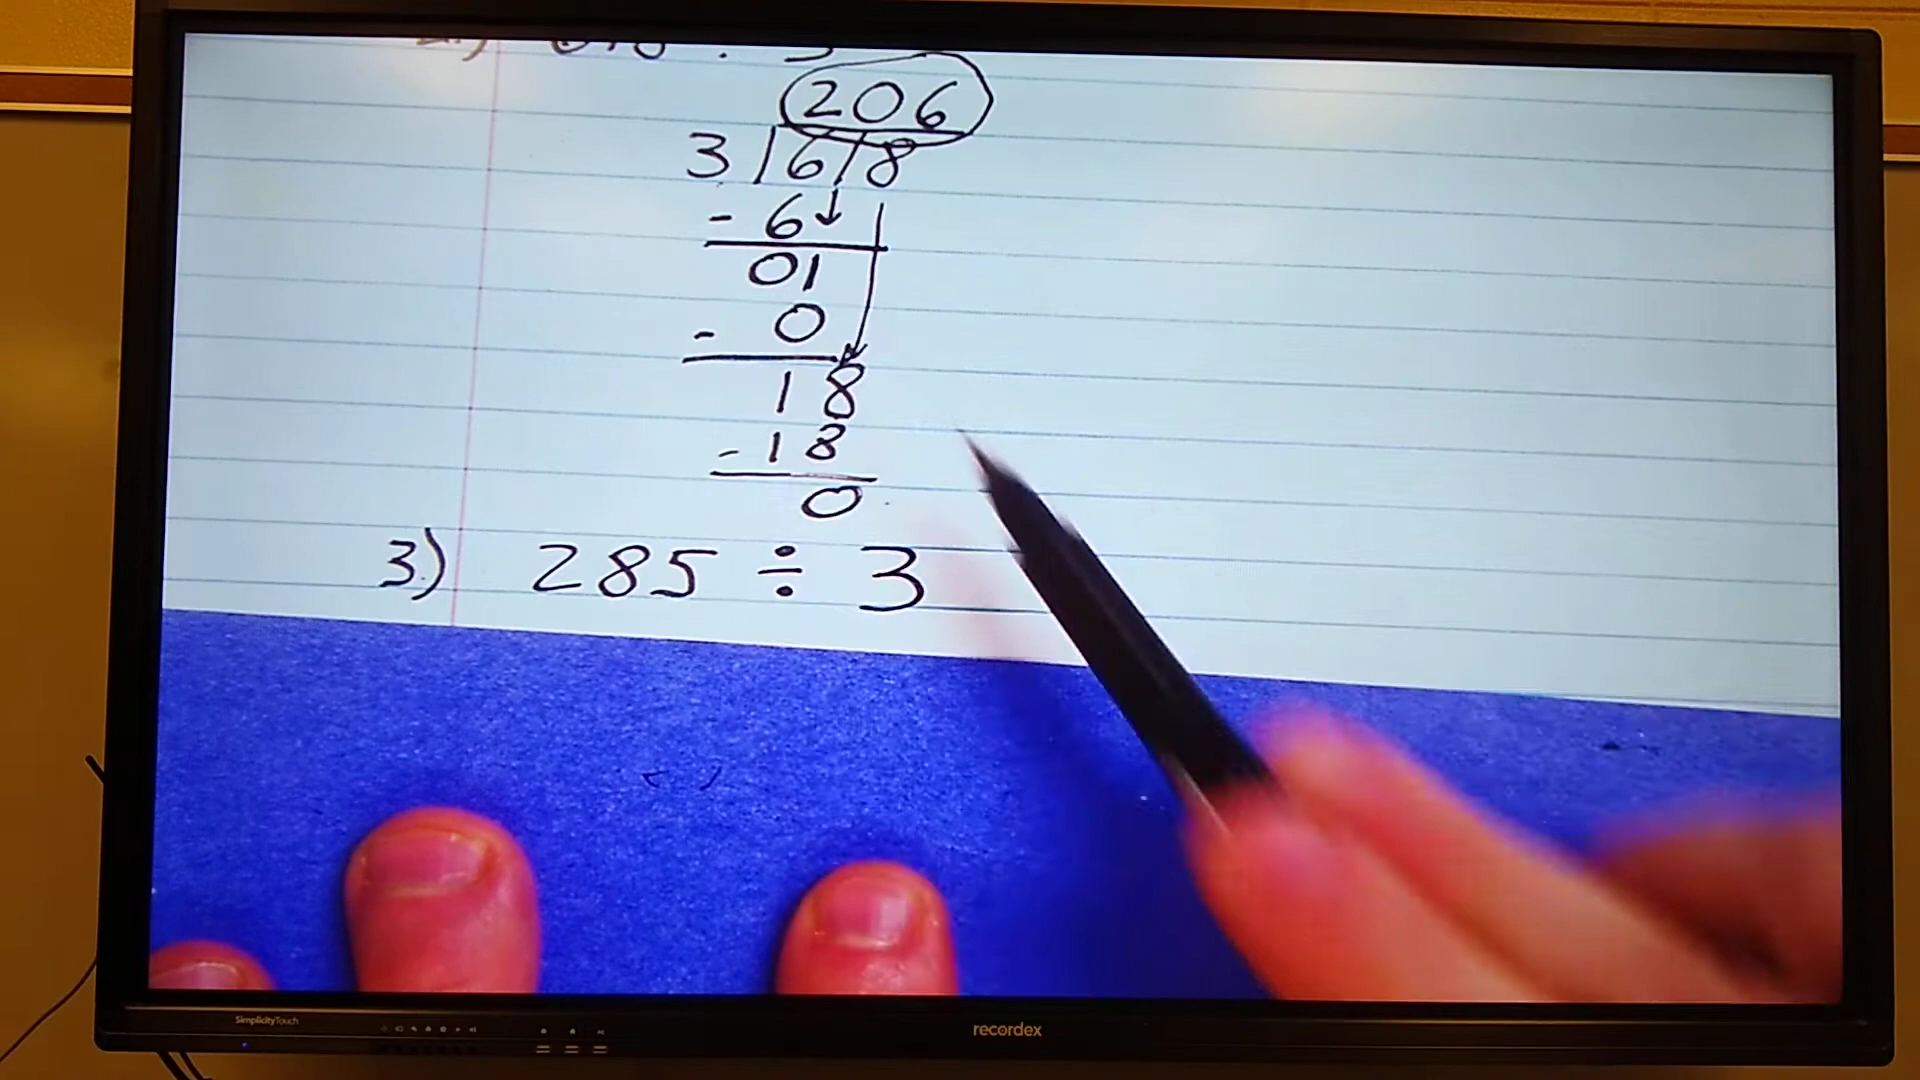 206
3 618
- 6
01
- 0
18
- 18
0
3.) 285 ÷ 3
SimplicityTouch
recordex